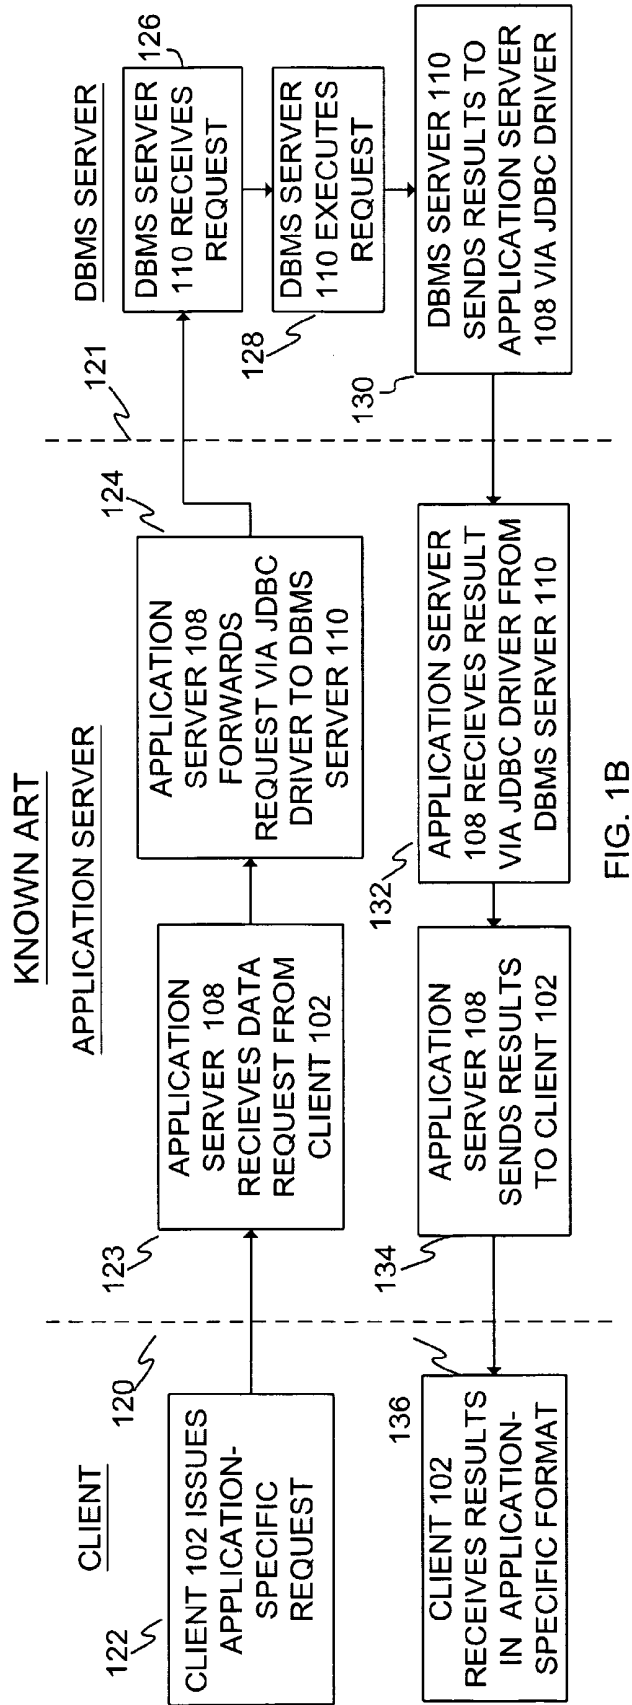 KNOWN ART
CLIENT
APPLICATION SERVER
DBMS SERVER
120
121
122
CLIENT 102 ISSUES
APPLICATION-
SPECIFIC
REQUEST
123
APPLICATION
SERVER 108
RECIEVES DATA
REQUEST FROM
CLIENT 102
124
APPLICATION
SERVER 108
FORWARDS
REQUEST VIA JDBC
DRIVER TO DBMS
SERVER 110
126
DBMS SERVER
110 RECEIVES
REQUEST
128
DBMS SERVER
110 EXECUTES
REQUEST
130
DBMS SERVER 110
SENDS RESULTS TO
APPLICATION SERVER
108 VIA JDBC DRIVER
132
APPLICATION SERVER
108 RECIEVES RESULT
VIA JDBC DRIVER FROM
DBMS SERVER 110
134
APPLICATION
SERVER 108
SENDS RESULTS
TO CLIENT 102
136
CLIENT 102
RECEIVES RESULTS
IN APPLICATION-
SPECIFIC FORMAT
FIG. 1B